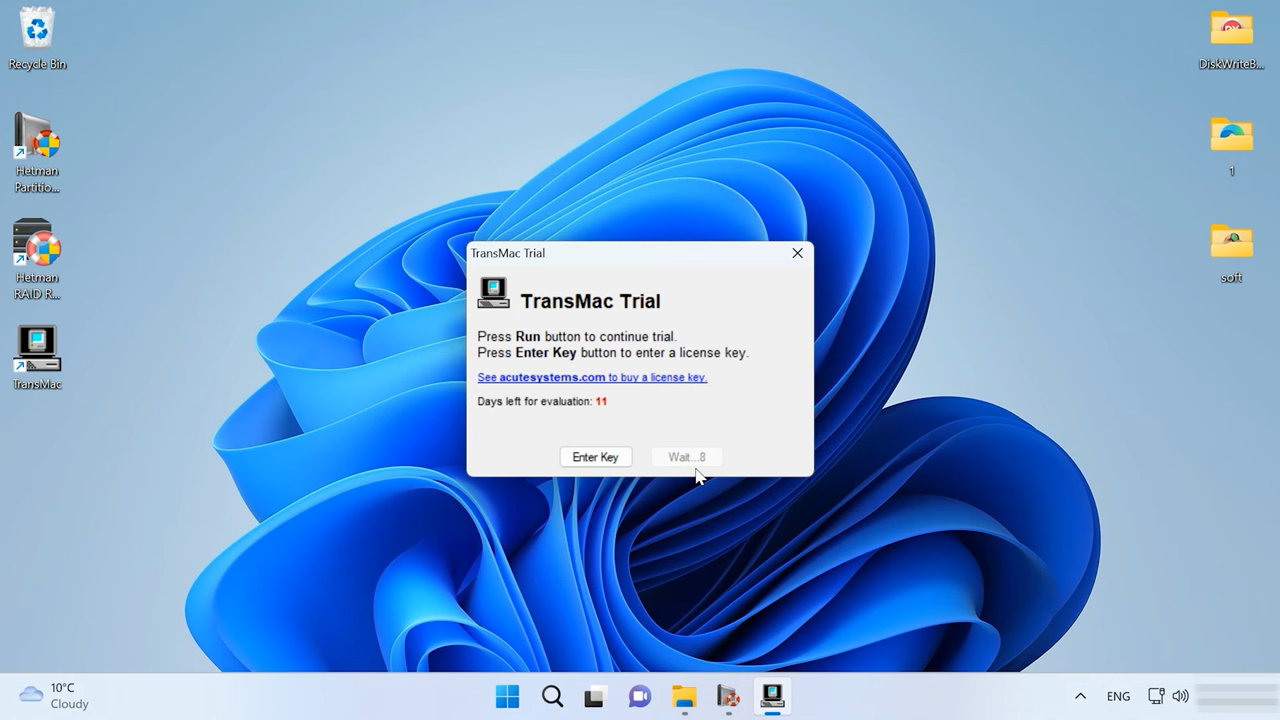 Recycle Bin
Hetman
Partitio...
Hetman
RAID R...
TransMac
DiskWriteB...
1
soft
TransMac Trial
TransMac Trial
Press Run button to continue trial.
Press Enter Key button to enter a license key.
See acutesystems.com to buy a license key.
Days left for evaluation: 11
Enter Key
Wait...8
10°C
Cloudy
ENG